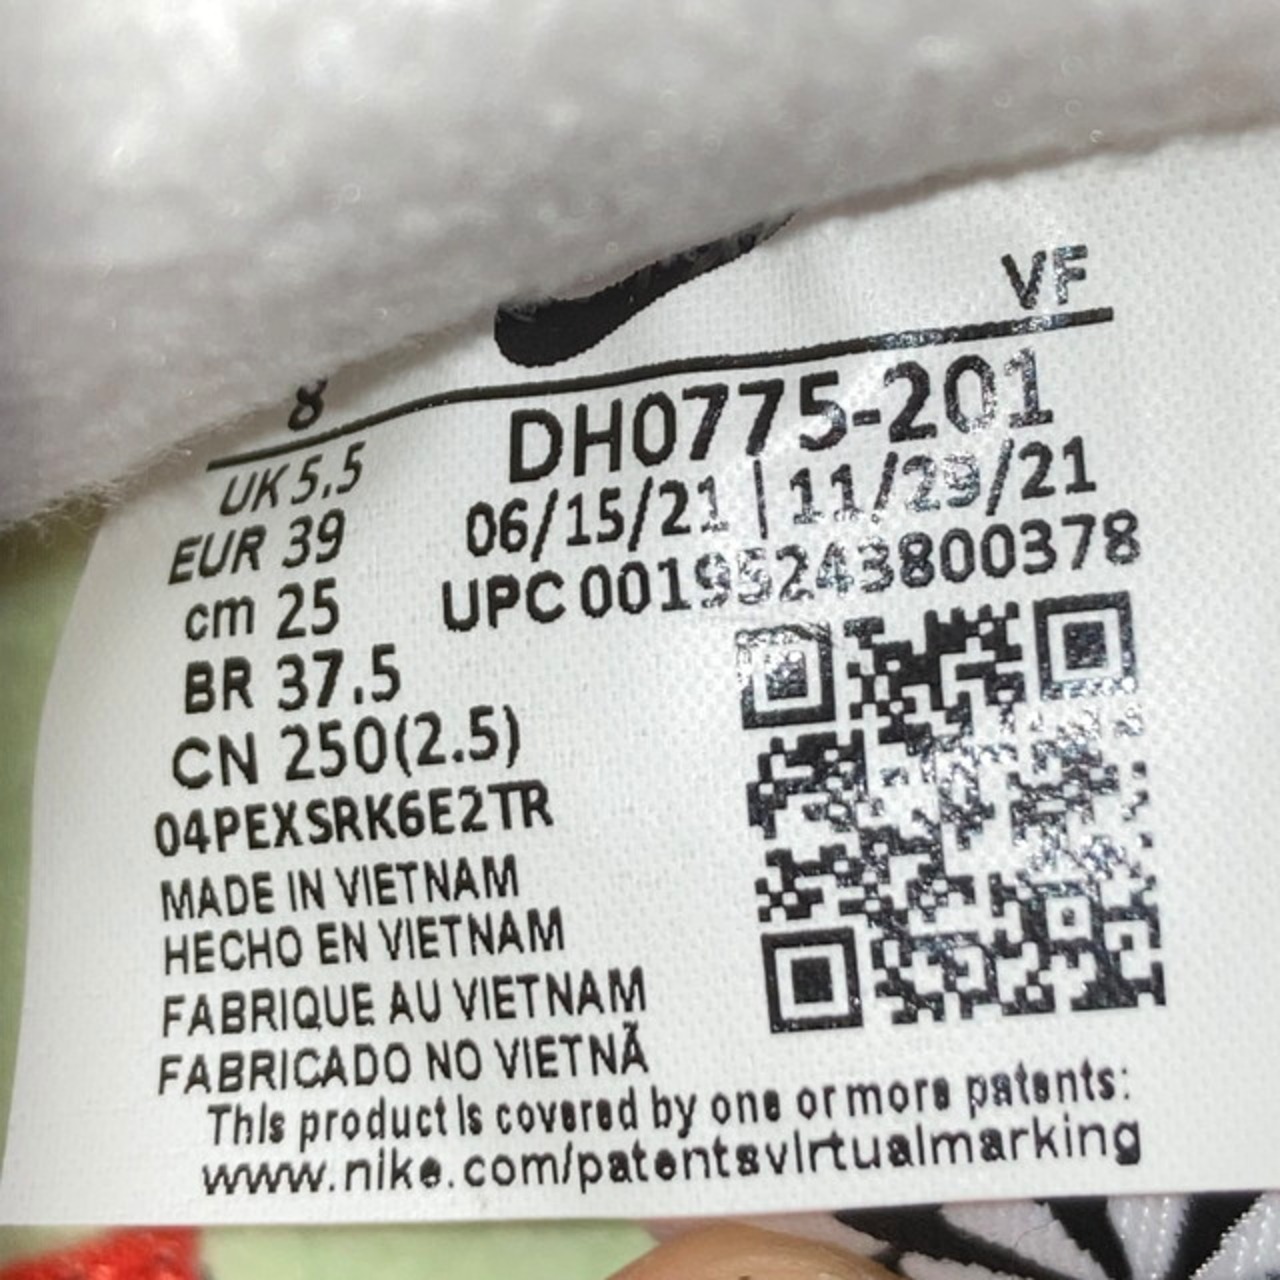 VF
8
DH0775-201
UK 5.5
06/15/21 | 11/29/21
EUR 39
UPC 00195243800378
cm 25
BR 37.5
CN 250(2.5)
04PEXSRK6E2TR
MADE IN VIETNAM
HECHO EN VIETNAM
FABRIQUE AU VIETNAM
FABRICADO NO VIETNÃ
This product is covered by one or more patents:
www.nike.com/patentsvirtualmarking